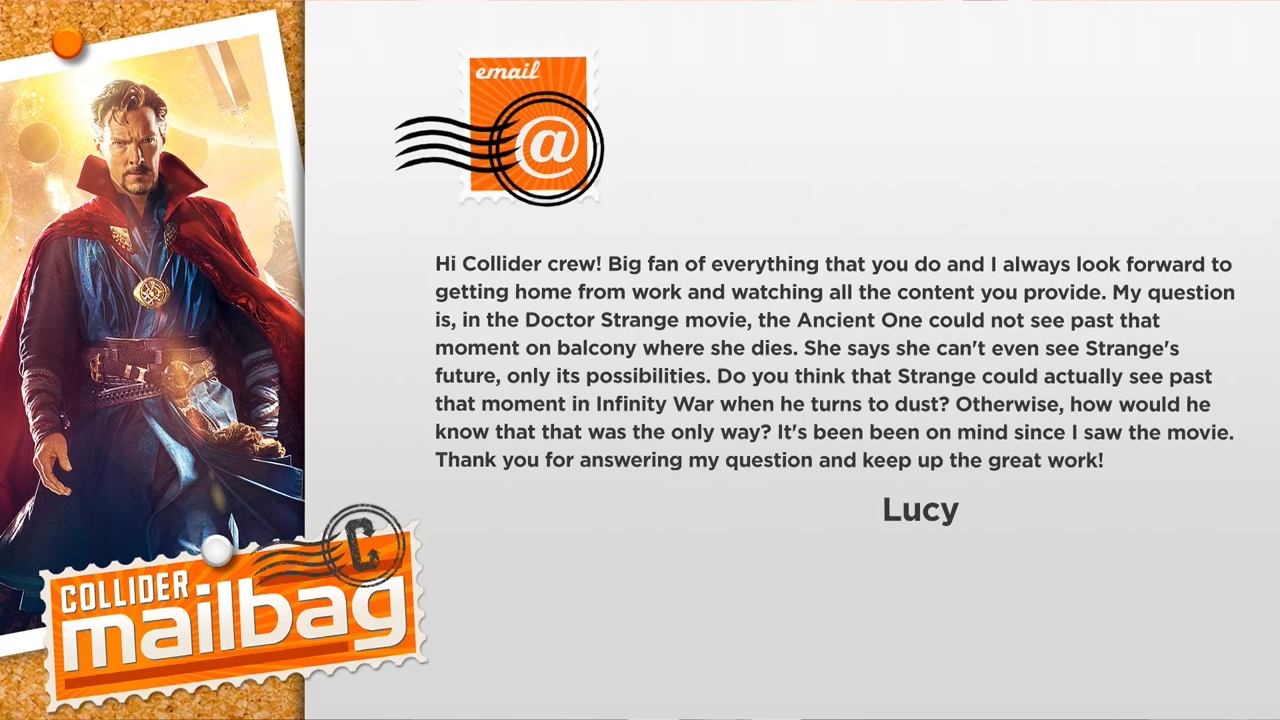 email
@
Hi Collider crew! Big fan of everything that you do and I always look forward to
getting home from work and watching all the content you provide. My question
is, in the Doctor Strange movie, the Ancient One could not see past that
moment on balcony where she dies. She says she can't even see Strange's
future, only its possibilities. Do you think that Strange could actually see past
that moment in Infinity War when he turns to dust? Otherwise, how would he
know that that was the only way? It's been been on mind since I saw the movie.
Thank you for answering my question and keep up the great work!
Lucy
C
COLLIDER
mailbag